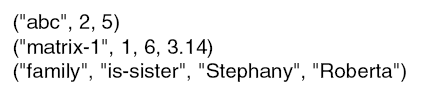 ("abc", 2, 5)
("matrix-1", 1, 6, 3.14)
("family", "is-sister", "Stephany", "Roberta")